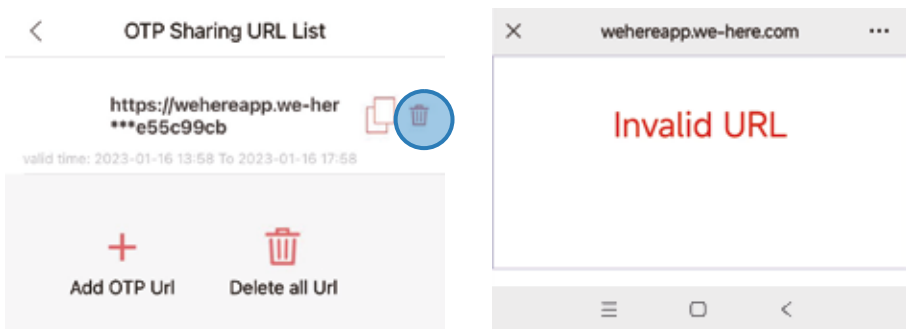 OTP Sharing URL List
https://wehereapp.we-her
***e55c99cb
valid time: 2023-01-16 13:58 To 2023-01-16 17:58
Add OTP Url
Delete all Url
wehereapp.we-here.com
Invalid URL